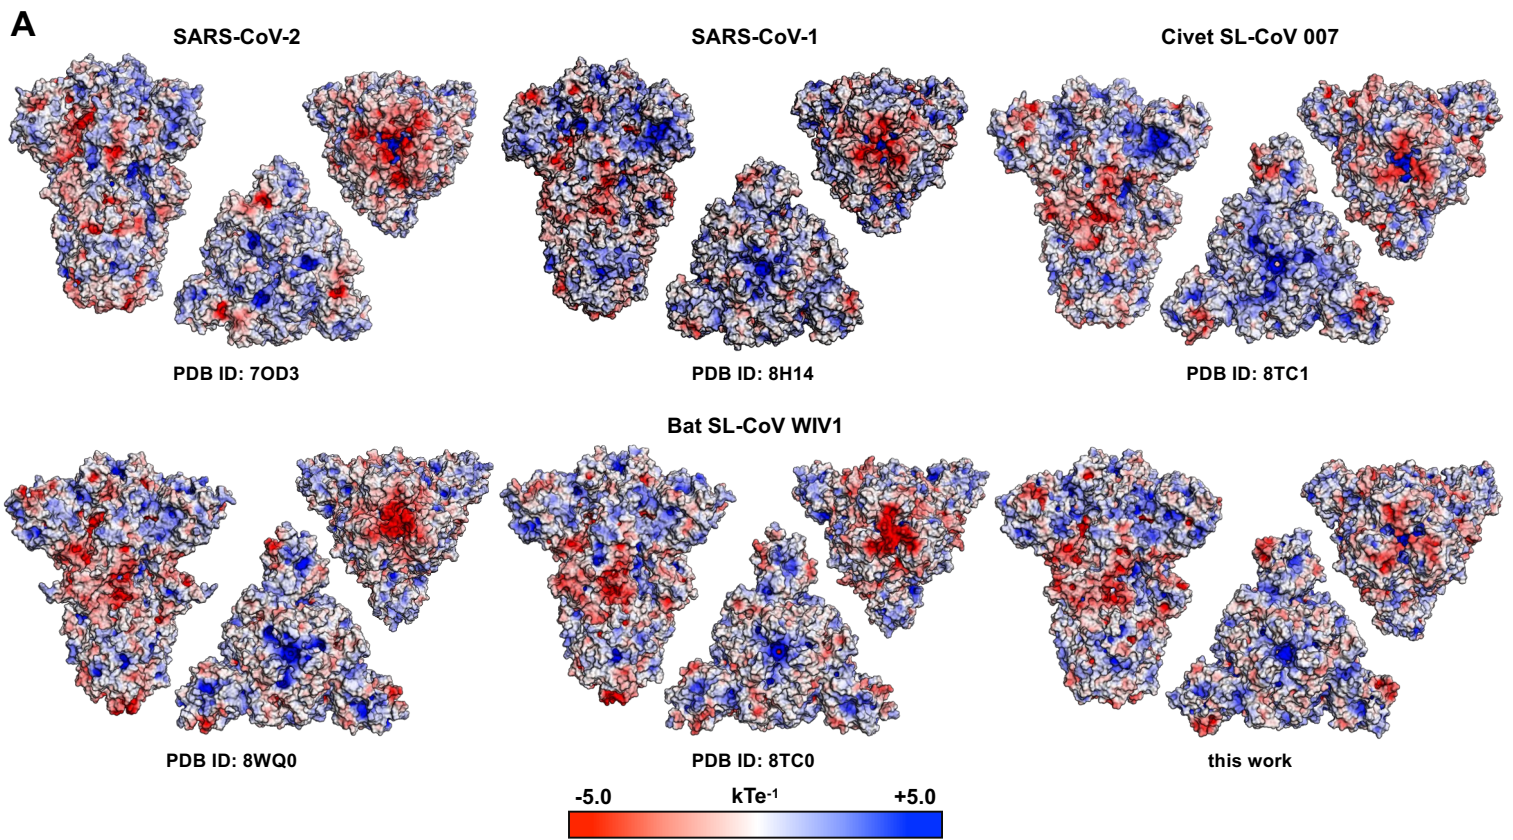 A
SARS-CoV-2
SARS-CoV-1
Civet SL-CoV 007
PDB ID: 7OD3
PDB ID: 8H14
PDB ID: 8TC1
Bat SL-CoV WIV1
PDB ID: 8WQ0
PDB ID: 8TC0
this work
-5.0 kTe⁻¹ +5.0